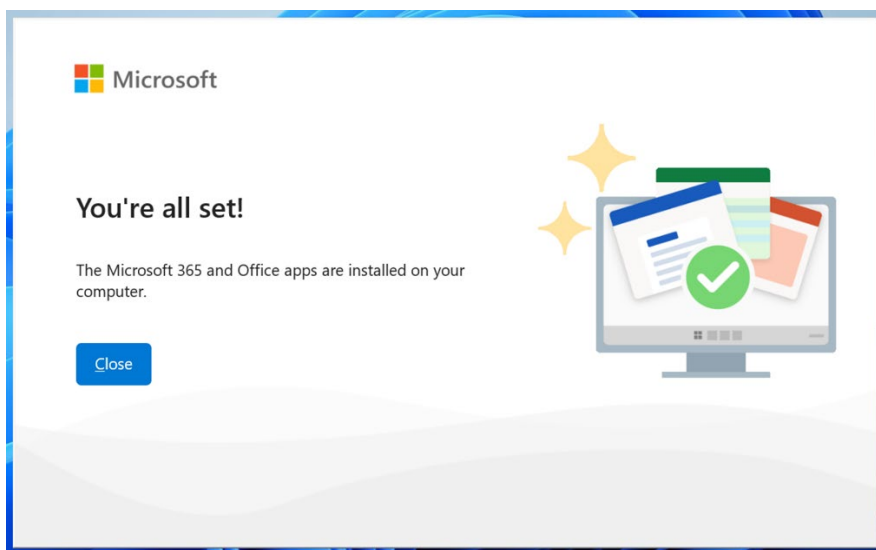 Microsoft
You're all set!
The Microsoft 365 and Office apps are installed on your
computer.
Close